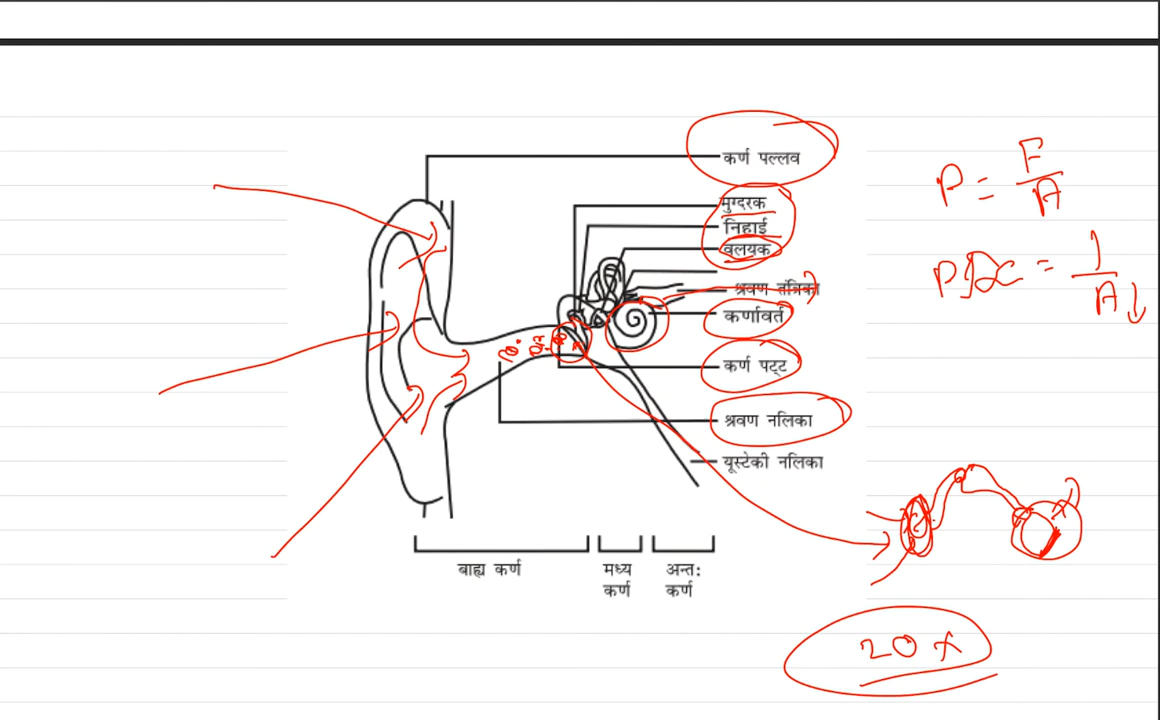 कर्ण पल्लव
मुग्दरक
निहाई
वलयक
श्रवण तंत्रिका
कर्णावर्त
कर्ण पट्ट
श्रवण नलिका
यूस्टेकी नलिका
बाह्य कर्ण
मध्य कर्ण
अन्त: कर्ण
P = F/A
P ∝ = 1/A↓
20 x